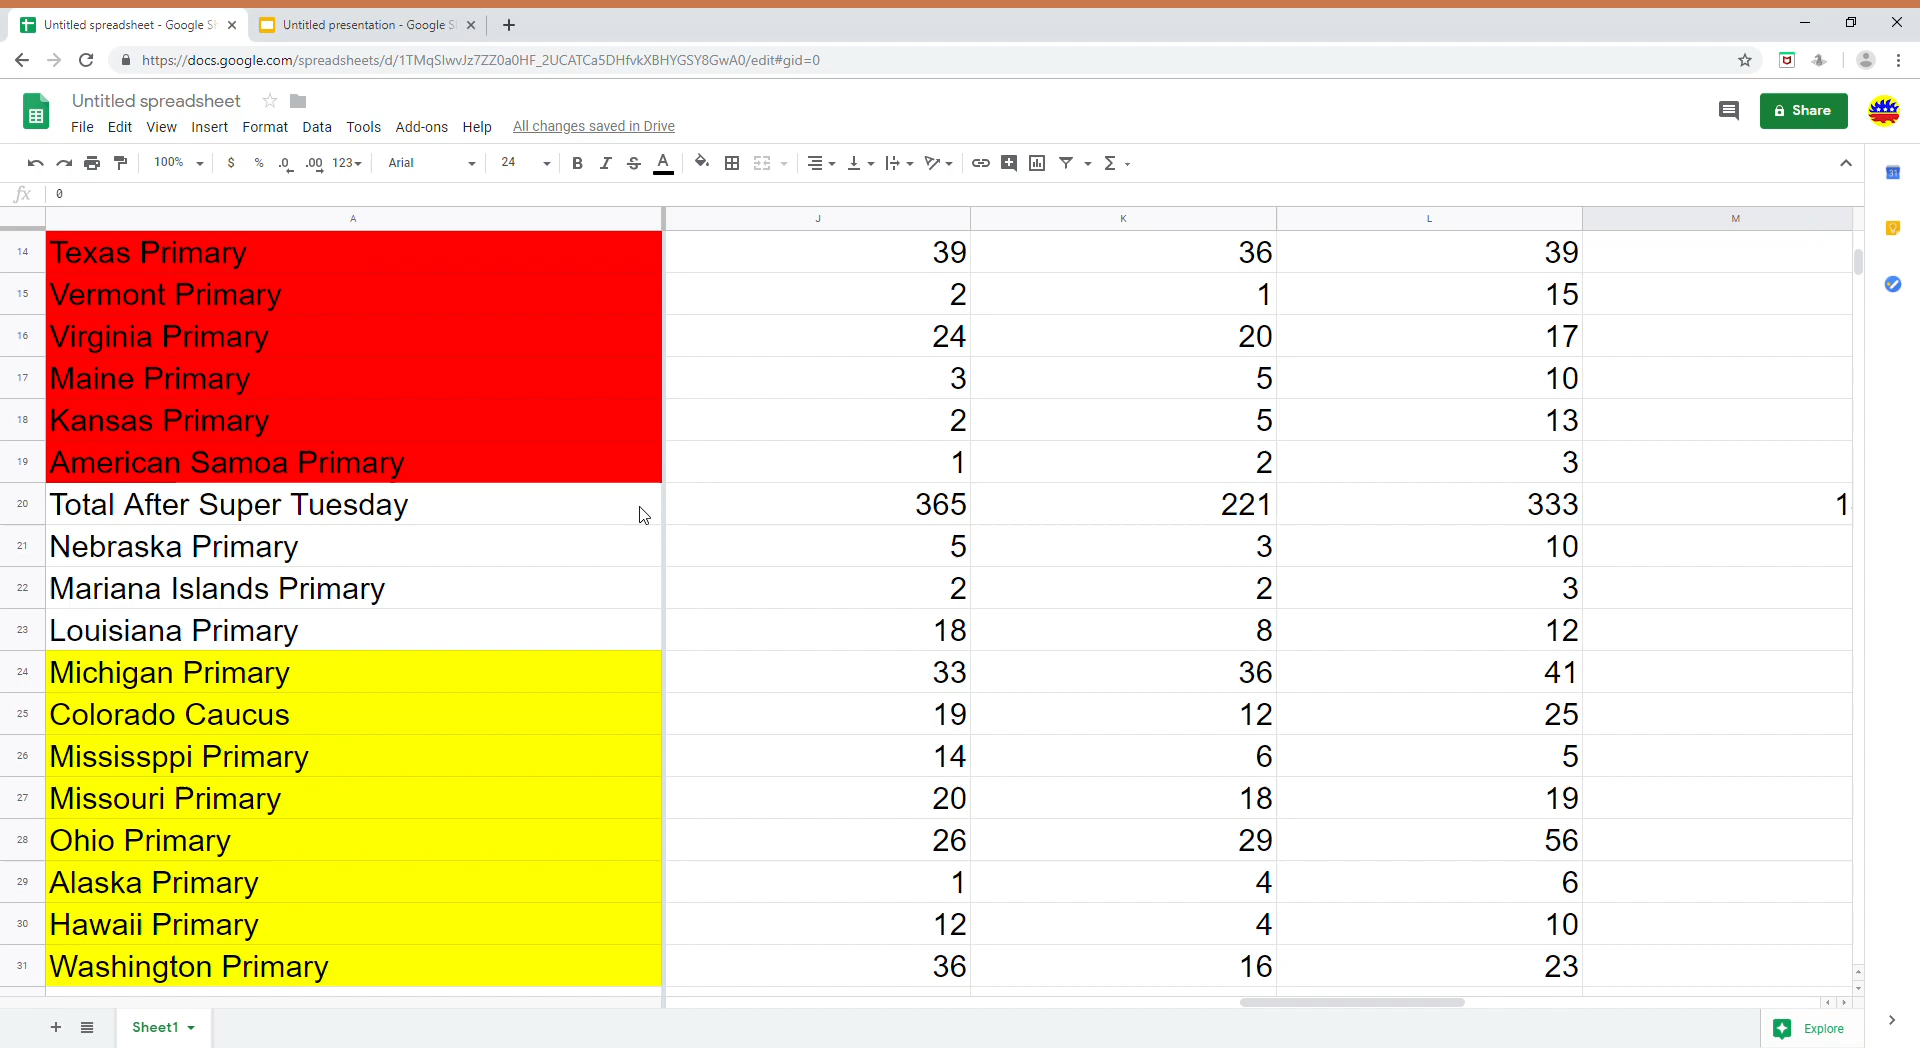 Untitled spreadsheet - Google Sh
Untitled presentation - Google Sl
https://docs.google.com/spreadsheets/d/1TMqSIwvJz7ZZ0a0HF_2UCATCa5DHfvkXBHYGSY8GwA0/edit#gid=0
Untitled spreadsheet
File Edit View Insert Format Data Tools Add-ons Help All changes saved in Drive
Share
100% $ % .0 .00 123 Arial 24 B I S A Σ
31
fx 0
A J K L M
14 Texas Primary 39 36 39
15 Vermont Primary 2 1 15
16 Virginia Primary 24 20 17
17 Maine Primary 3 5 10
18 Kansas Primary 2 5 13
19 American Samoa Primary 1 2 3
20 Total After Super Tuesday 365 221 333 1
21 Nebraska Primary 5 3 10
22 Mariana Islands Primary 2 2 3
23 Louisiana Primary 18 8 12
24 Michigan Primary 33 36 41
25 Colorado Caucus 19 12 25
26 Mississppi Primary 14 6 5
27 Missouri Primary 20 18 19
28 Ohio Primary 26 29 56
29 Alaska Primary 1 4 6
30 Hawaii Primary 12 4 10
31 Washington Primary 36 16 23
Sheet1
Explore